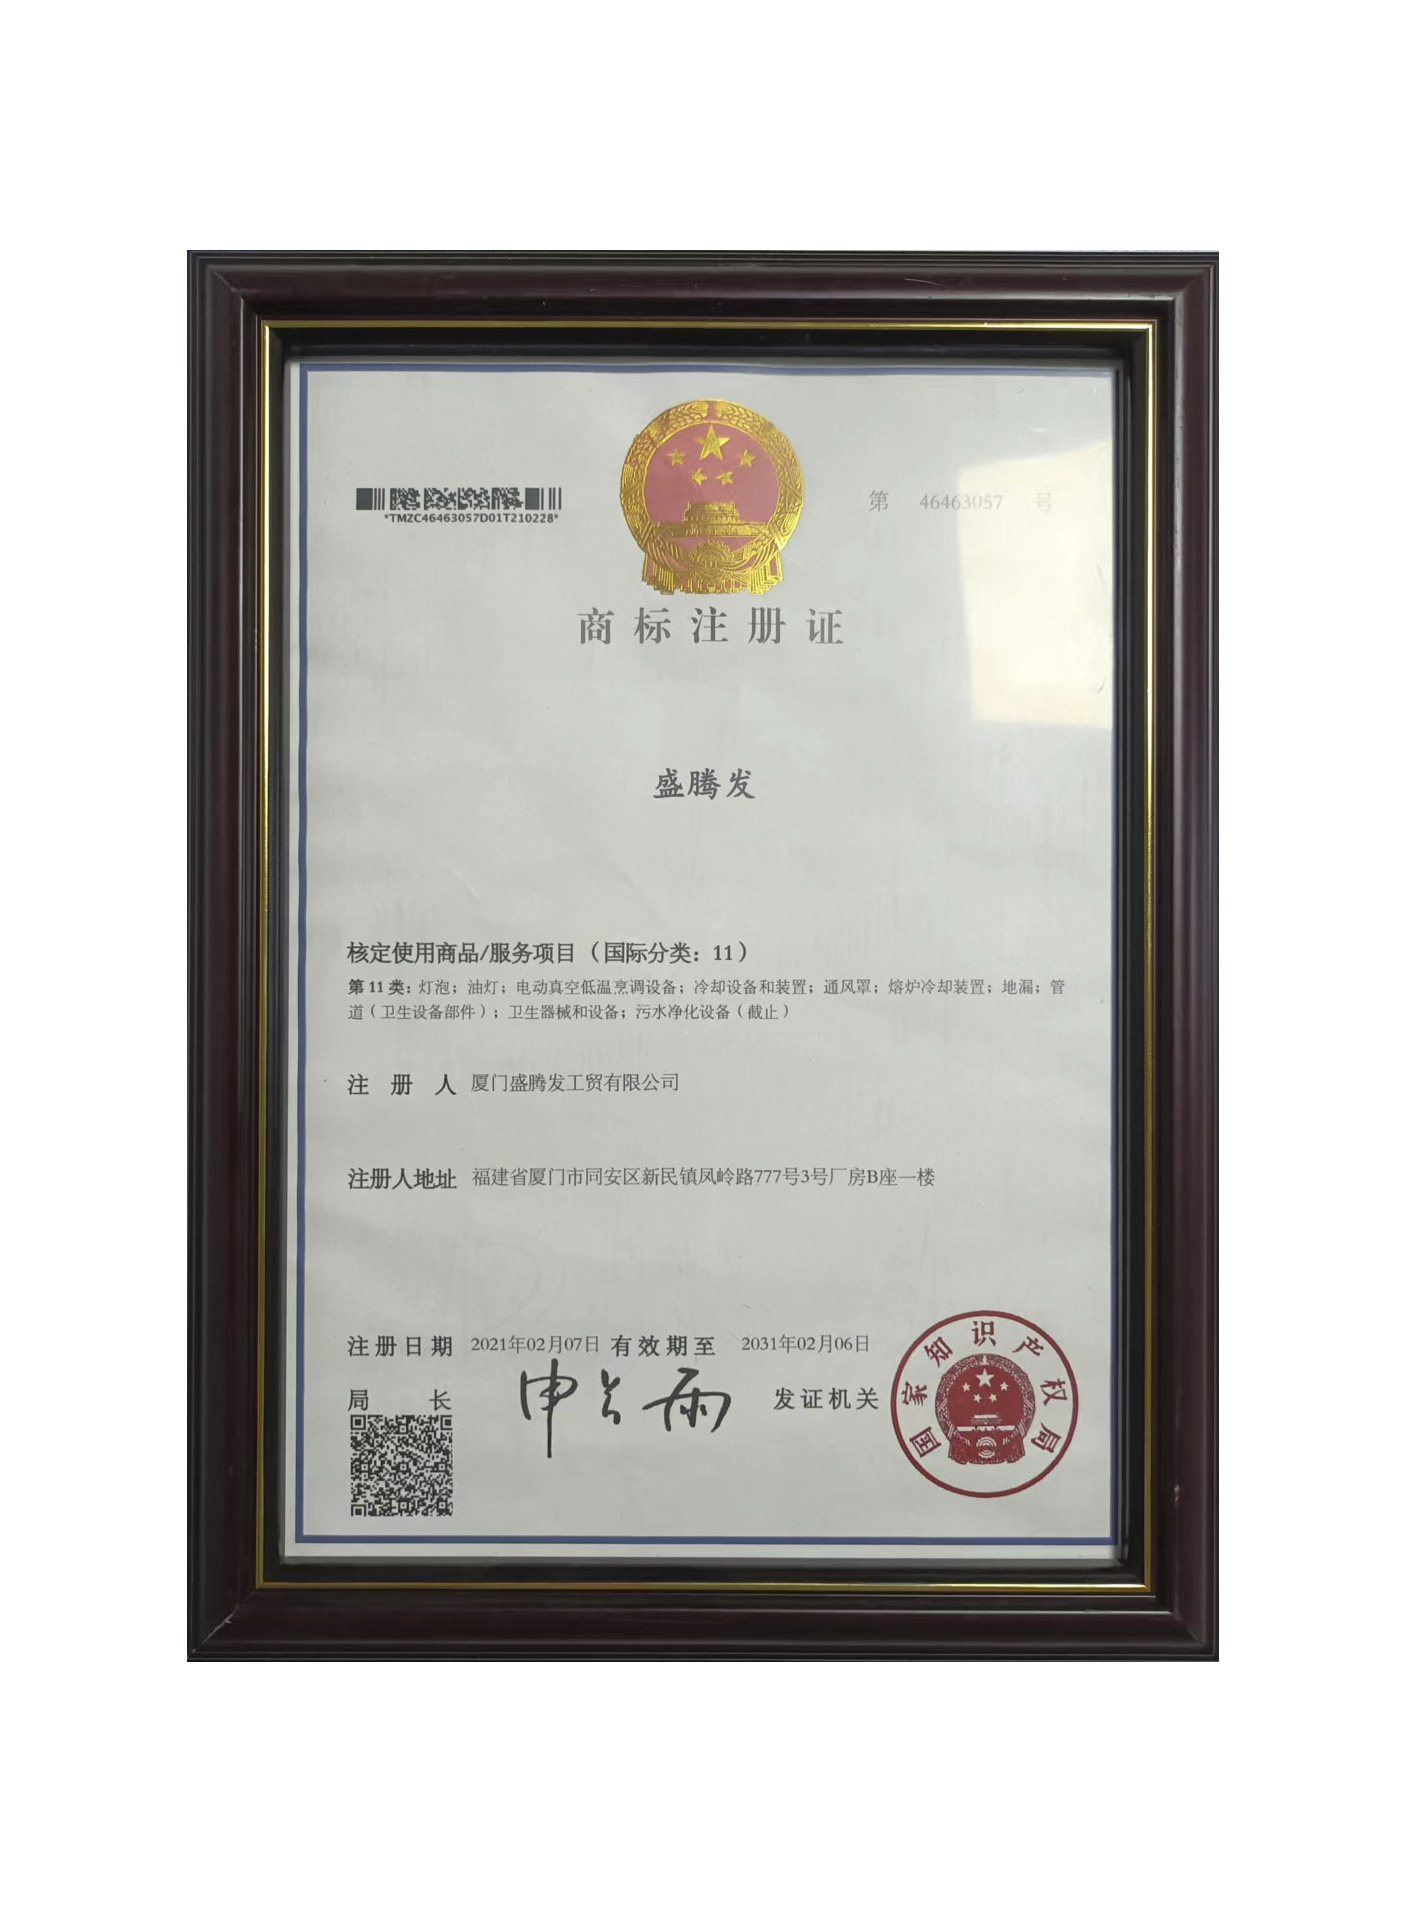 *TMZC46463057D01T210228*
第 46463057 号
商标注册证
盛腾发
核定使用商品/服务项目（国际分类：11）
第11类：灯泡；油灯；电动真空低温烹调设备；冷却设备和装置；通风罩；熔炉冷却装置；地漏；管
道（卫生设备部件）；卫生器械和设备；污水净化设备（截止）
注册人 厦门盛腾发工贸有限公司
注册人地址 福建省厦门市同安区新民镇凤岭路777号3号厂房B座一楼
注册日期 2021年02月07日 有效期至 2031年02月06日
局长 申长雨 发证机关
国家知识产权局